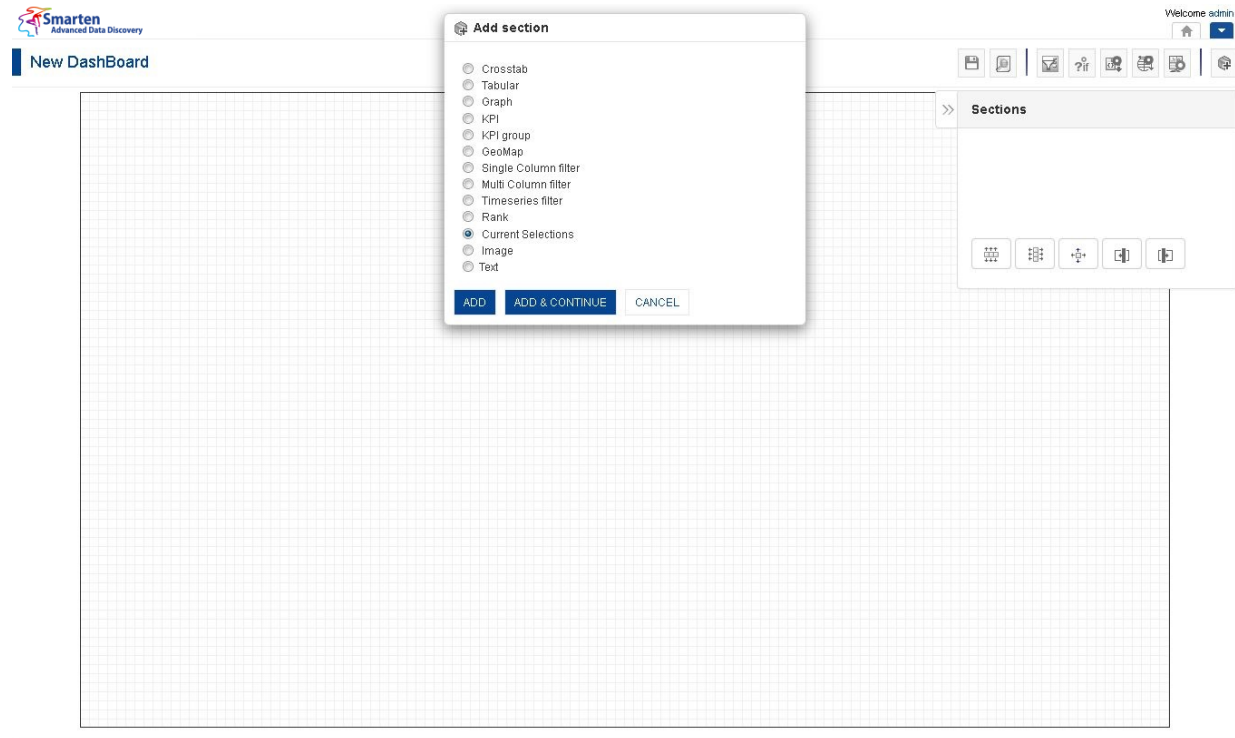 Smarten
Advanced Data Discovery
Welcome admin
New DashBoard
?if
Add section
Crosstab
Tabular
Graph
KPI
KPI group
GeoMap
Single Column filter
Multi Column filter
Timeseries filter
Rank
Current Selections
Image
Text
ADD
ADD & CONTINUE
CANCEL
Sections